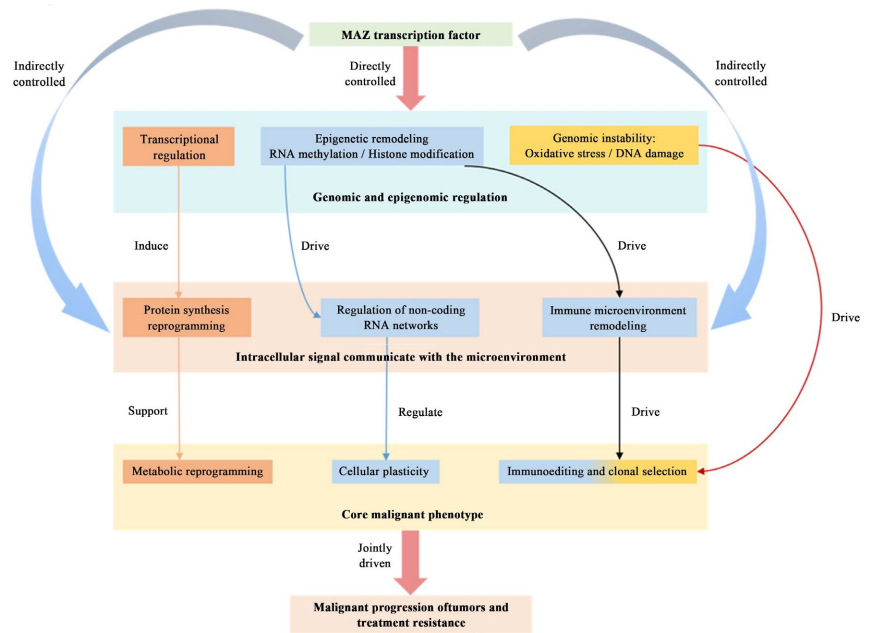 MAZ transcription factor
Indirectly
controlled
Directly
controlled
Indirectly
controlled
Transcriptional
regulation
Epigenetic remodeling
RNA methylation / Histone modification
Genomic instability:
Oxidative stress / DNA damage
Genomic and epigenomic regulation
Induce
Drive
Drive
Drive
Protein synthesis
reprogramming
Regulation of non-coding
RNA networks
Immune microenvironment
remodeling
Intracellular signal communicate with the microenvironment
Support
Regulate
Drive
Metabolic reprogramming
Cellular plasticity
Immunoediting and clonal selection
Core malignant phenotype
Jointly
driven
Malignant progression oftumors and
treatment resistance